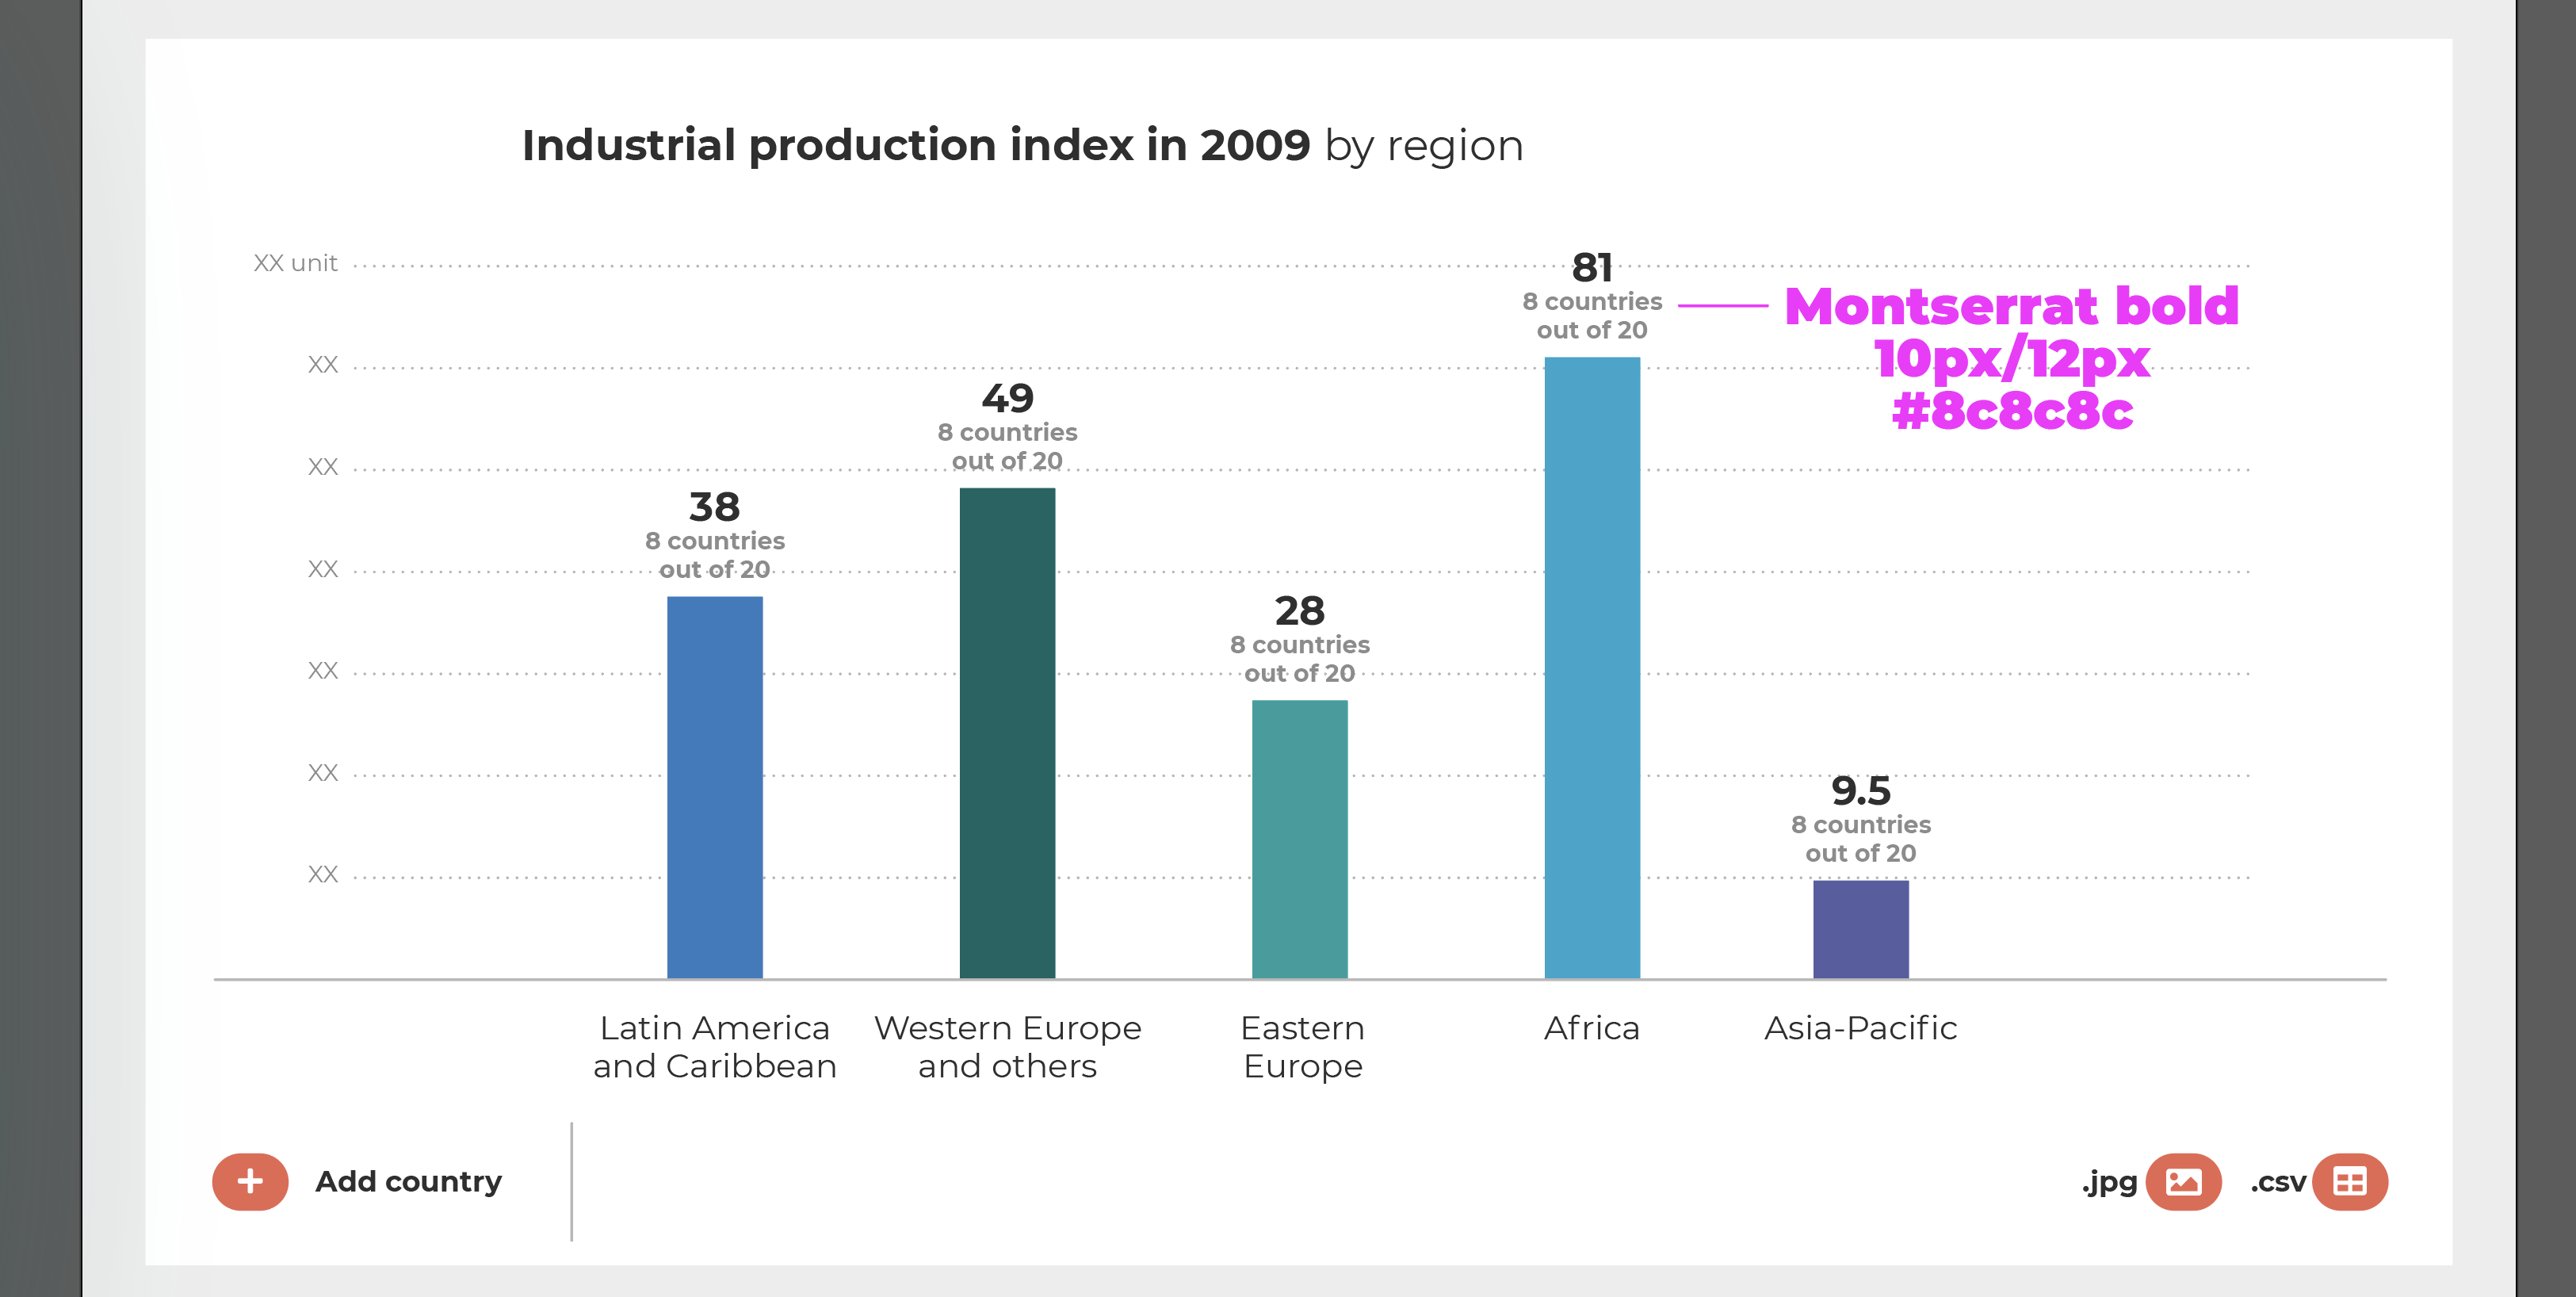 Industrial production index in 2009 by region
XX unit
XX
XX
XX
XX
XX
XX
38
8 countries
out of 20
49
8 countries
out of 20
28
8 countries
out of 20
81
8 countries
out of 20
9.5
8 countries
out of 20
Montserrat bold
10px/12px
#8c8c8c
Latin America
and Caribbean
Western Europe
and others
Eastern
Europe
Africa
Asia-Pacific
Add country
.jpg
.csv